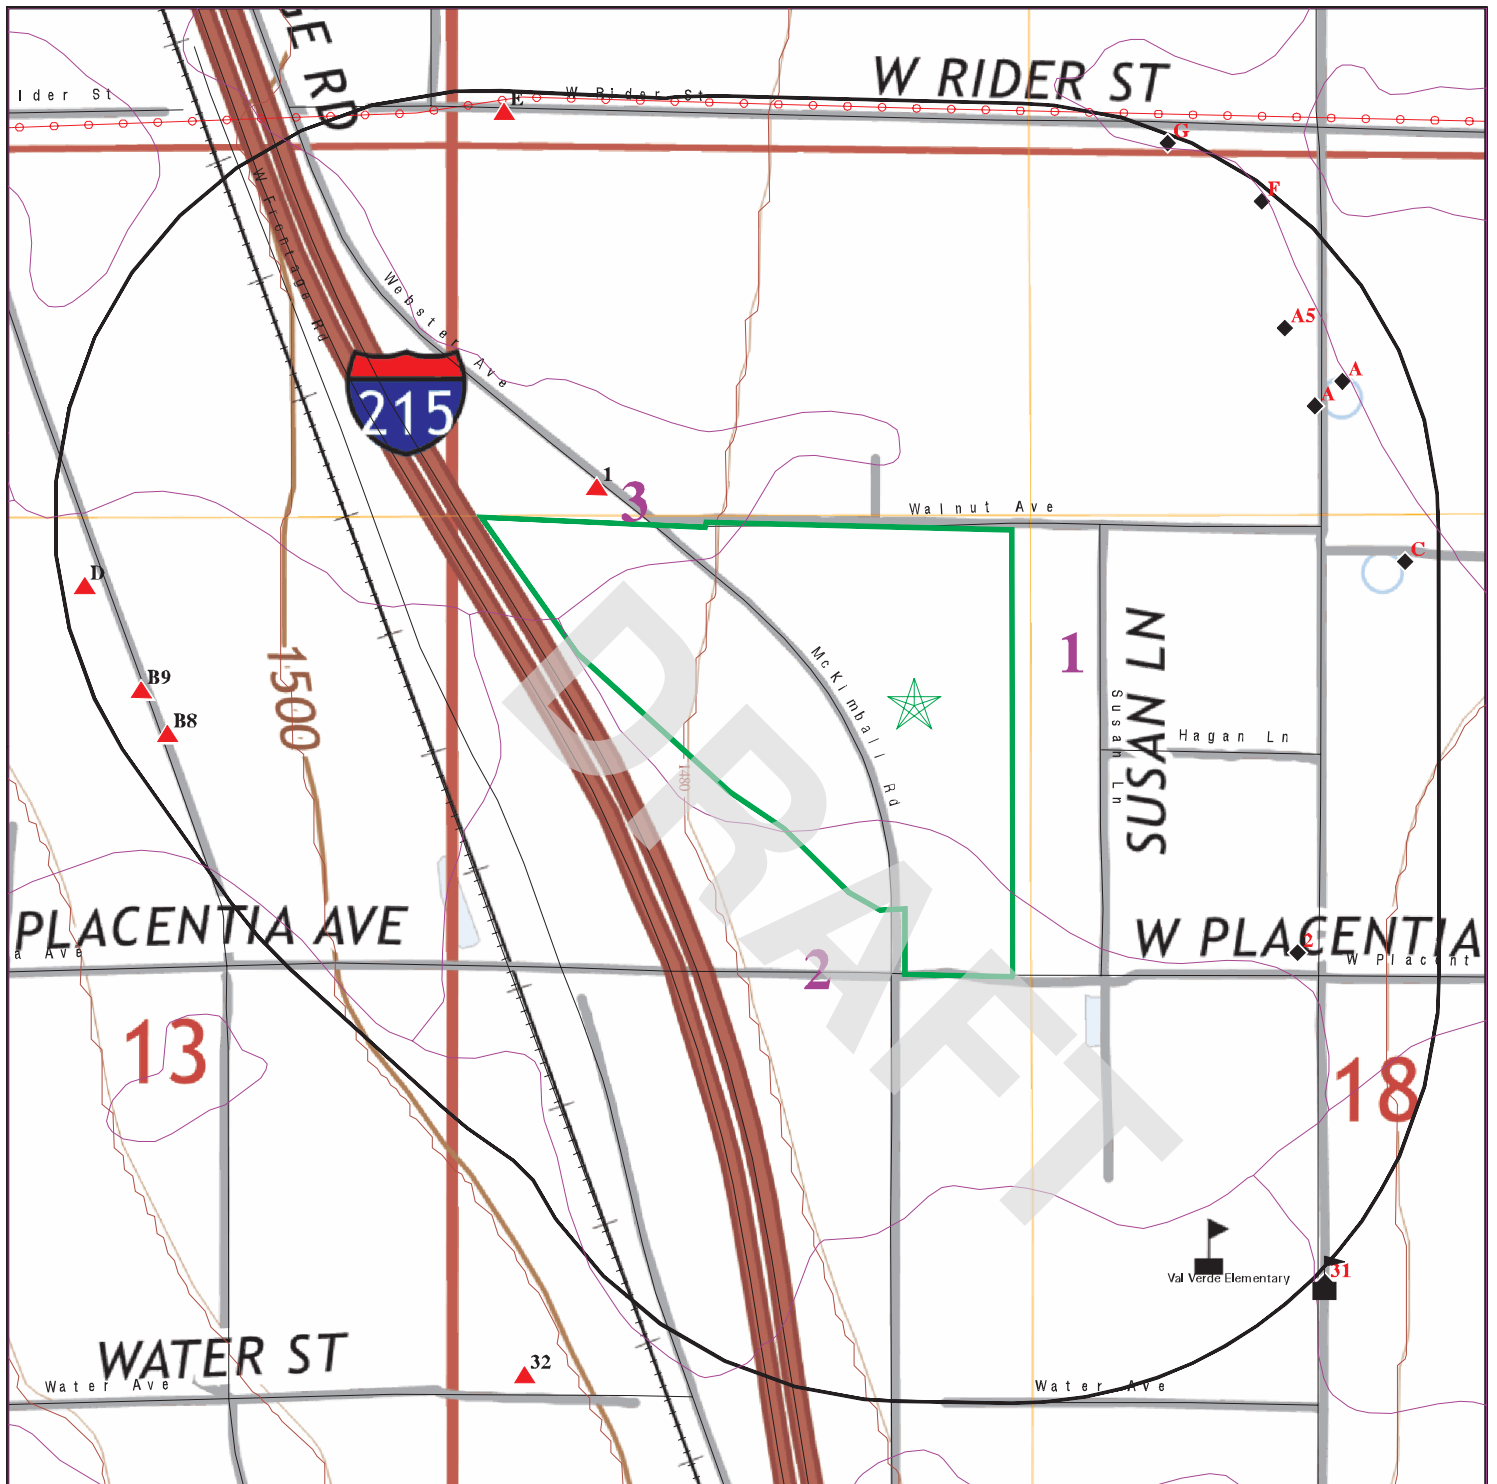 GE RD
W RIDER ST
Ider St
W Rider St
E
G
F
W Frontage Rd
Webster Ave
A5
A
A
215
1
3
Walnut Ave
C
D
B9
B8
1500
1480
McKimball Rd
1
Susan Ln
SUSAN LN
Hagan Ln
DRAFT
PLACENTIA AVE
a Ave
W PLACENTIA
2
W Placent
2
13
18
Val Verde Elementary
31
WATER ST
Water Ave
32
Water Ave